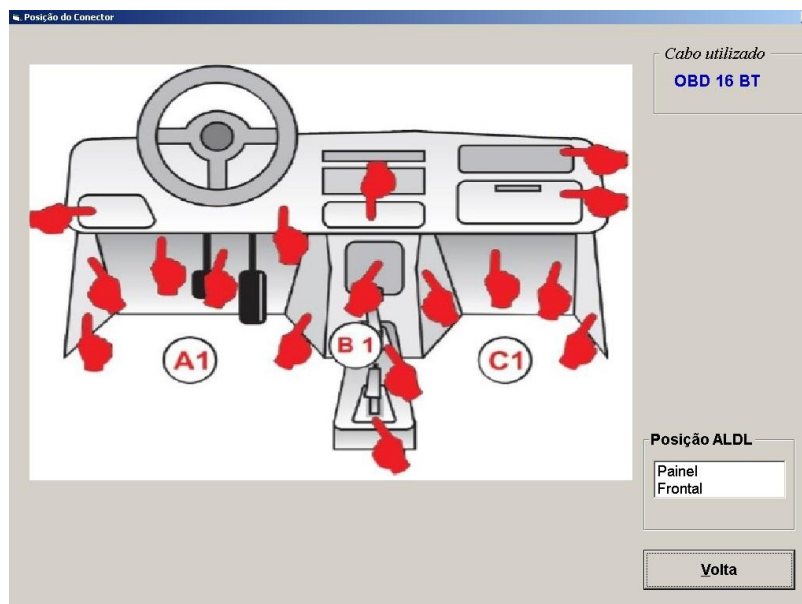 Posição do Conector
Cabo utilizado
OBD 16 BT
A1
B 1
C1
Posição ALDL
Painel
Frontal
Volta